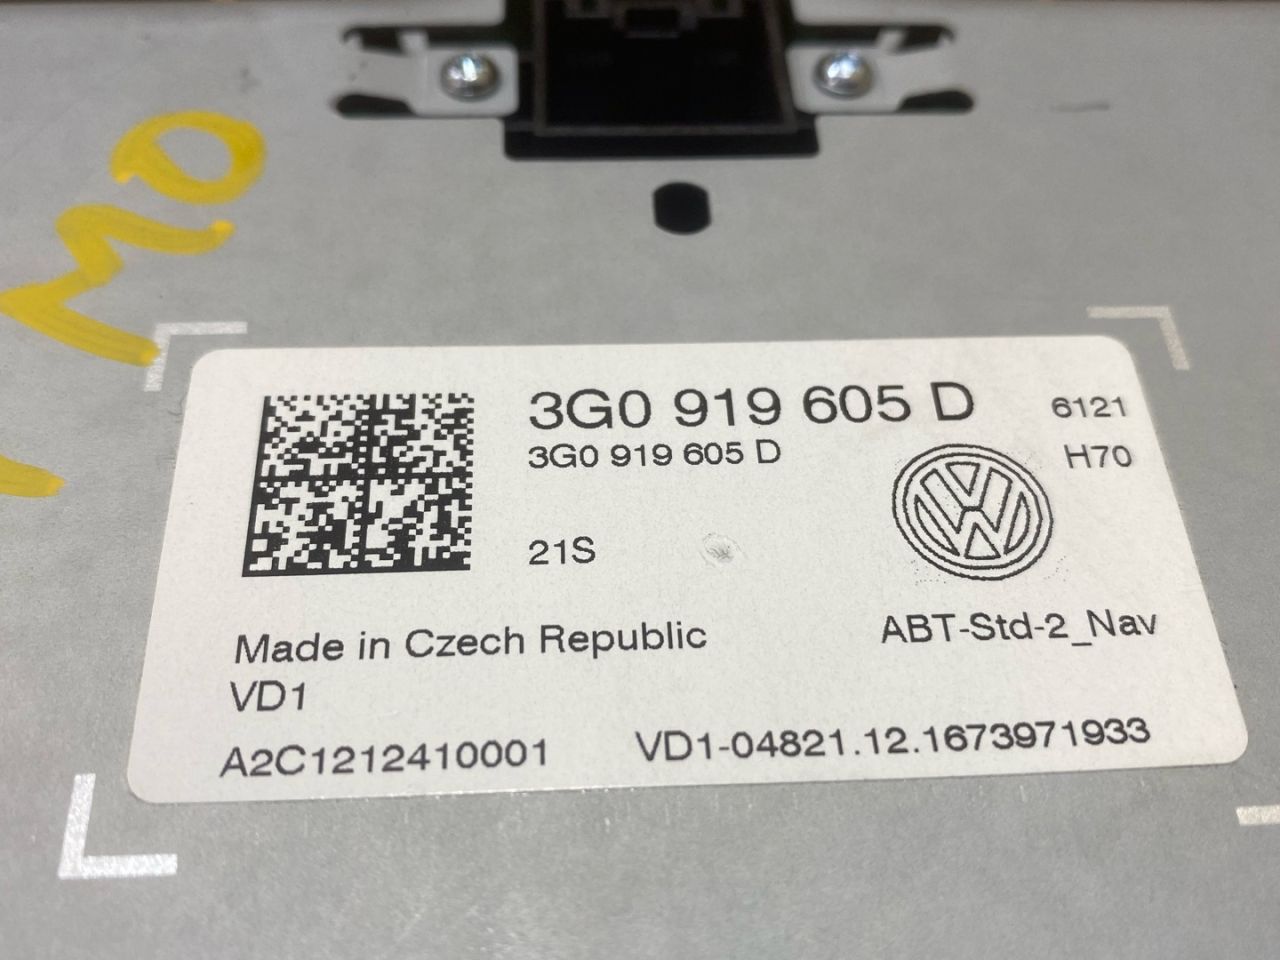 MO
3G0 919 605 D 6121
3G0 919 605 D H70
21S
Made in Czech Republic ABT-Std-2_Nav
VD1
A2C1212410001 VD1-04821.12.1673971933